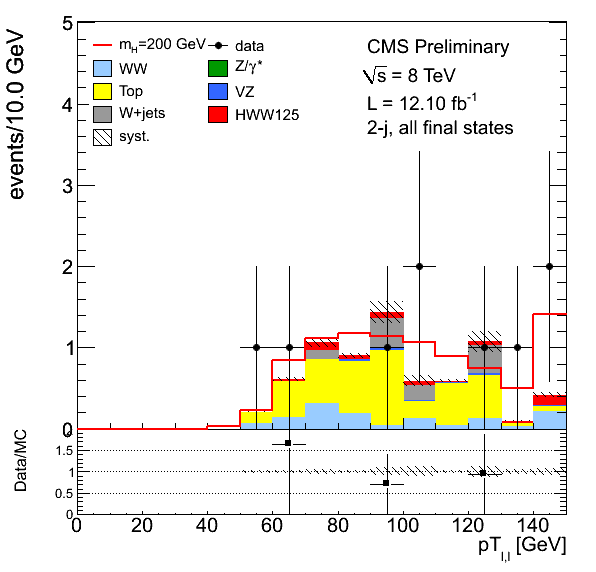 events/10.0 GeV
5
4
3
2
1
0
m_H=200 GeV
data
WW
Z/γ*
Top
VZ
W+jets
HWW125
syst.
CMS Preliminary
√s = 8 TeV
L = 12.10 fb⁻¹
2-j, all final states
Data/MC
2
1.5
1
0.5
0
0 20 40 60 80 100 120 140
pT_l,l [GeV]